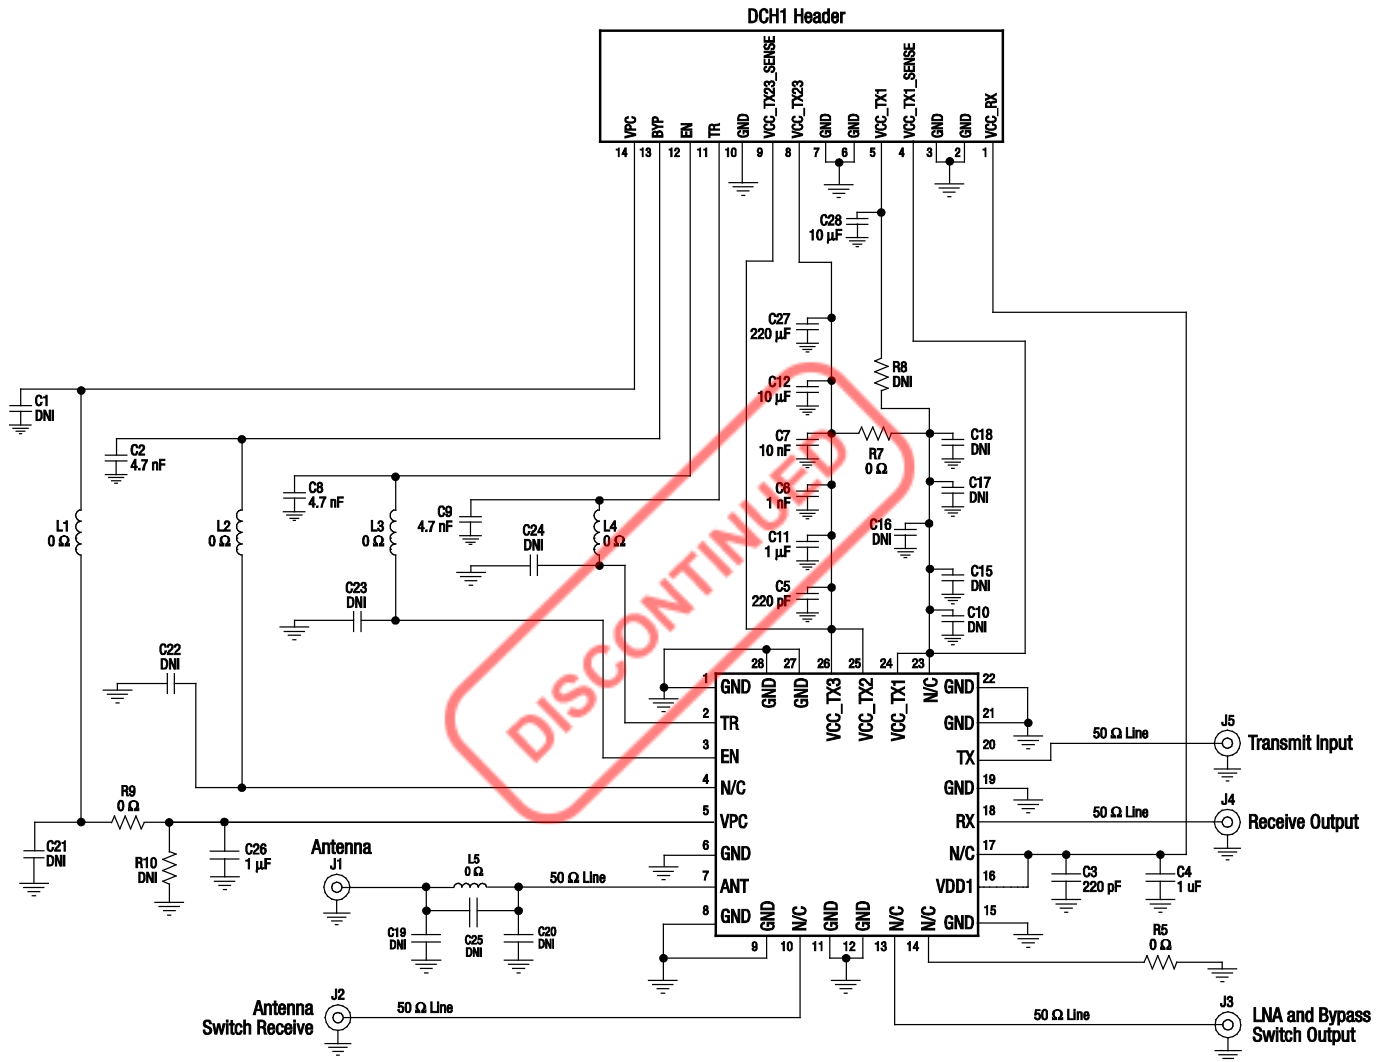 DCH1 Header
VPC
BYP
EN
TR
GND
VCC_TX23_SENSE
VCC_TX23
GND
GND
VCC_TX1
VCC_TX1_SENSE
GND
GND
VCC_RX
14 13 12 11 10 9 8 7 6 5 4 3 2 1
C28
10 µF
C27
220 µF
R8
DNI
C1
DNI
C12
10 µF
C2
4.7 nF
C7
10 nF
R7
0 Ω
C18
DNI
C8
4.7 nF
C6
1 nF
C17
DNI
L1
0 Ω
L2
0 Ω
L3
0 Ω
C9
4.7 nF
C24
DNI
L4
0 Ω
C11
1 µF
C16
DNI
C23
DNI
C5
220 pF
C15
DNI
C10
DNI
DISCONTINUED
C22
DNI
28 27 26 25 24 23
GND
GND
VCC_TX3
VCC_TX2
VCC_TX1
N/C
1 GND
2 TR
3 EN
4 N/C
5 VPC
6 GND
7 ANT
8 GND
GND 22
GND 21
TX 20
GND 19
RX 18
N/C 17
VDD1 16
GND 15
GND
N/C
GND
GND
N/C
N/C
9 10 11 12 13 14
50 Ω Line
J5
Transmit Input
50 Ω Line
J4
Receive Output
R9
0 Ω
C21
DNI
R10
DNI
C26
1 µF
Antenna
J1
L5
0 Ω
50 Ω Line
C19
DNI
C25
DNI
C20
DNI
C3
220 pF
C4
1 uF
R5
0 Ω
Antenna
Switch Receive
J2
50 Ω Line
50 Ω Line
J3
LNA and Bypass
Switch Output